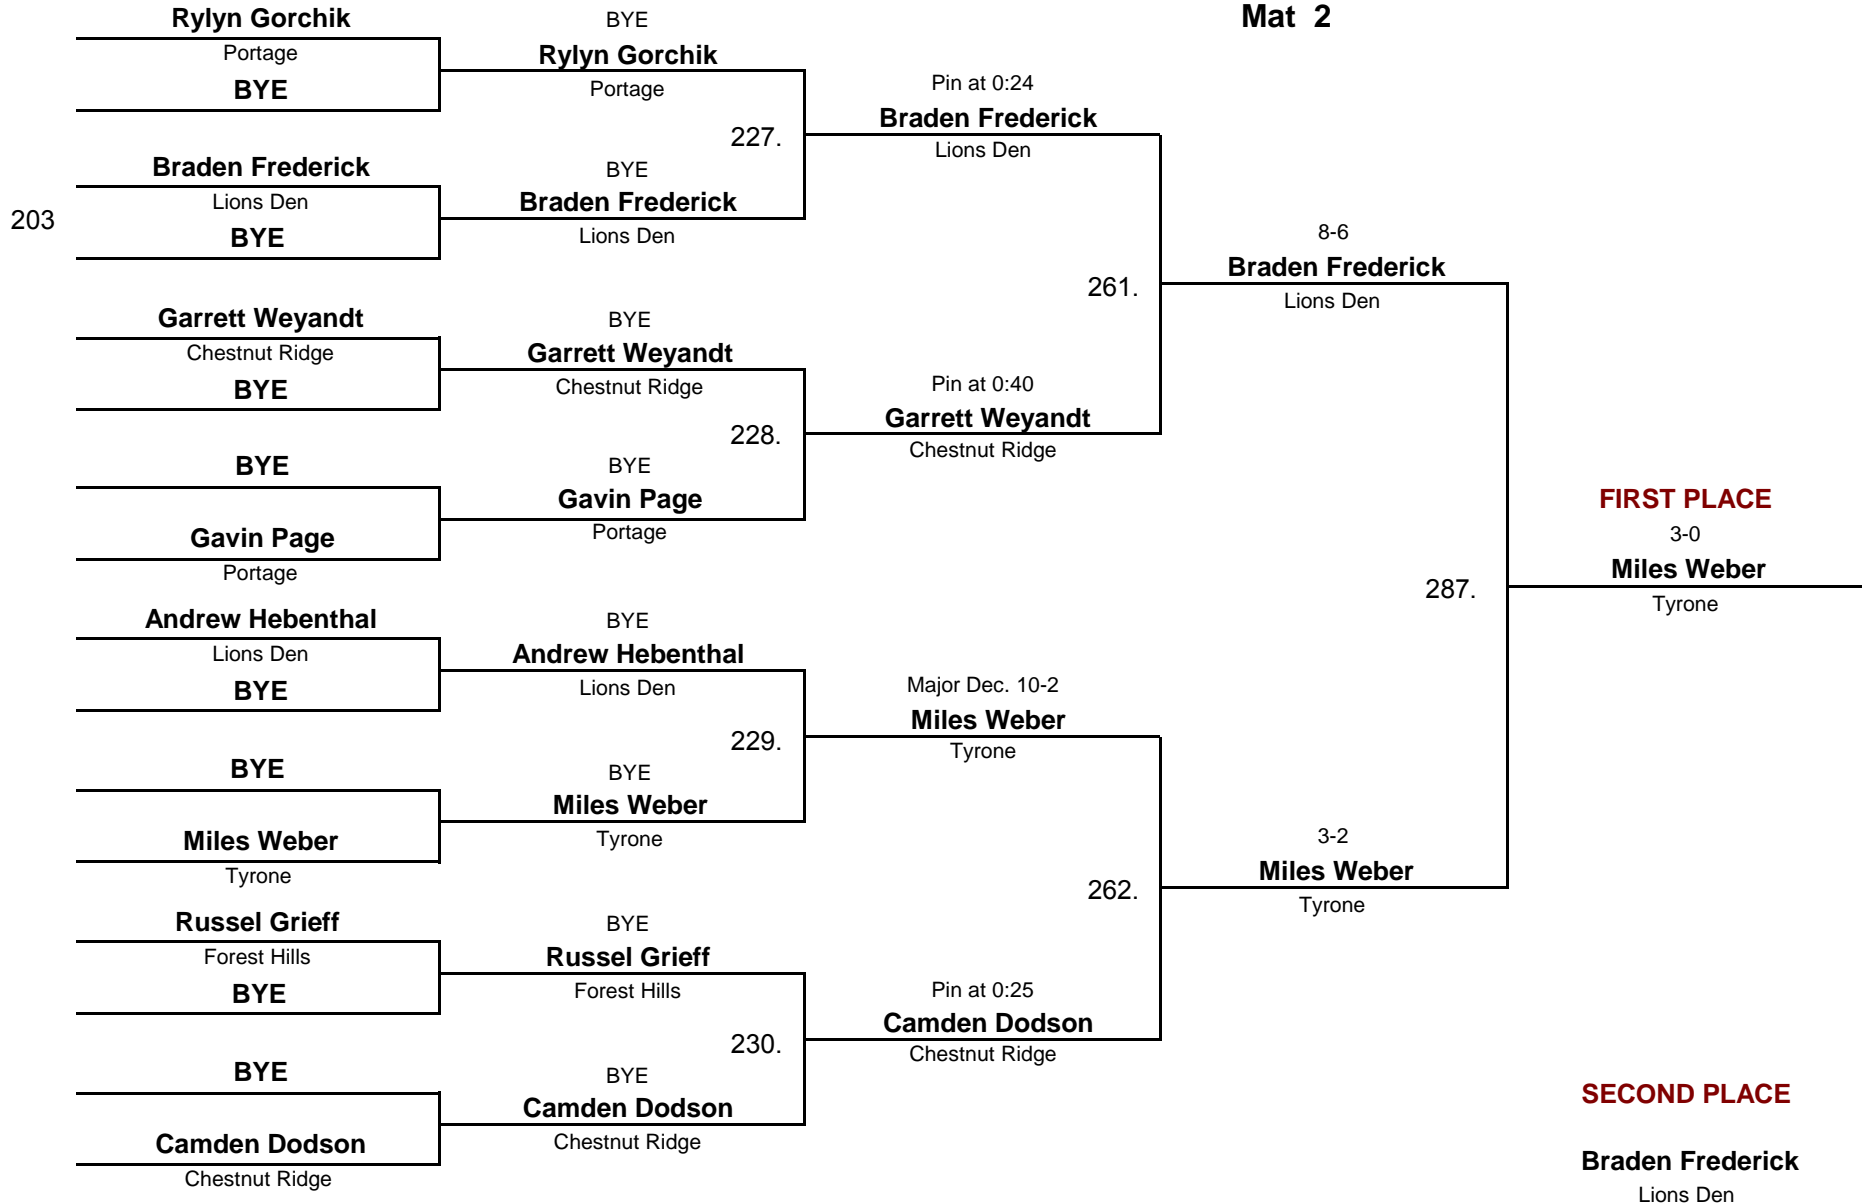 Mat 2
Rylyn Gorchik
Portage
BYE
203
Braden Frederick
Lions Den
BYE
Garrett Weyandt
Chestnut Ridge
BYE
BYE
Gavin Page
Portage
Andrew Hebenthal
Lions Den
BYE
BYE
Miles Weber
Tyrone
Russel Grieff
Forest Hills
BYE
BYE
Camden Dodson
Chestnut Ridge
BYE
Rylyn Gorchik
Portage
227.
BYE
Braden Frederick
Lions Den
BYE
Garrett Weyandt
Chestnut Ridge
228.
BYE
Gavin Page
Portage
BYE
Andrew Hebenthal
Lions Den
229.
BYE
Miles Weber
Tyrone
BYE
Russel Grieff
Forest Hills
230.
BYE
Camden Dodson
Chestnut Ridge
Pin at 0:24
Braden Frederick
Lions Den
261.
Pin at 0:40
Garrett Weyandt
Chestnut Ridge
Major Dec. 10-2
Miles Weber
Tyrone
262.
Pin at 0:25
Camden Dodson
Chestnut Ridge
8-6
Braden Frederick
Lions Den
287.
3-2
Miles Weber
Tyrone
FIRST PLACE
3-0
Miles Weber
Tyrone
SECOND PLACE
Braden Frederick
Lions Den